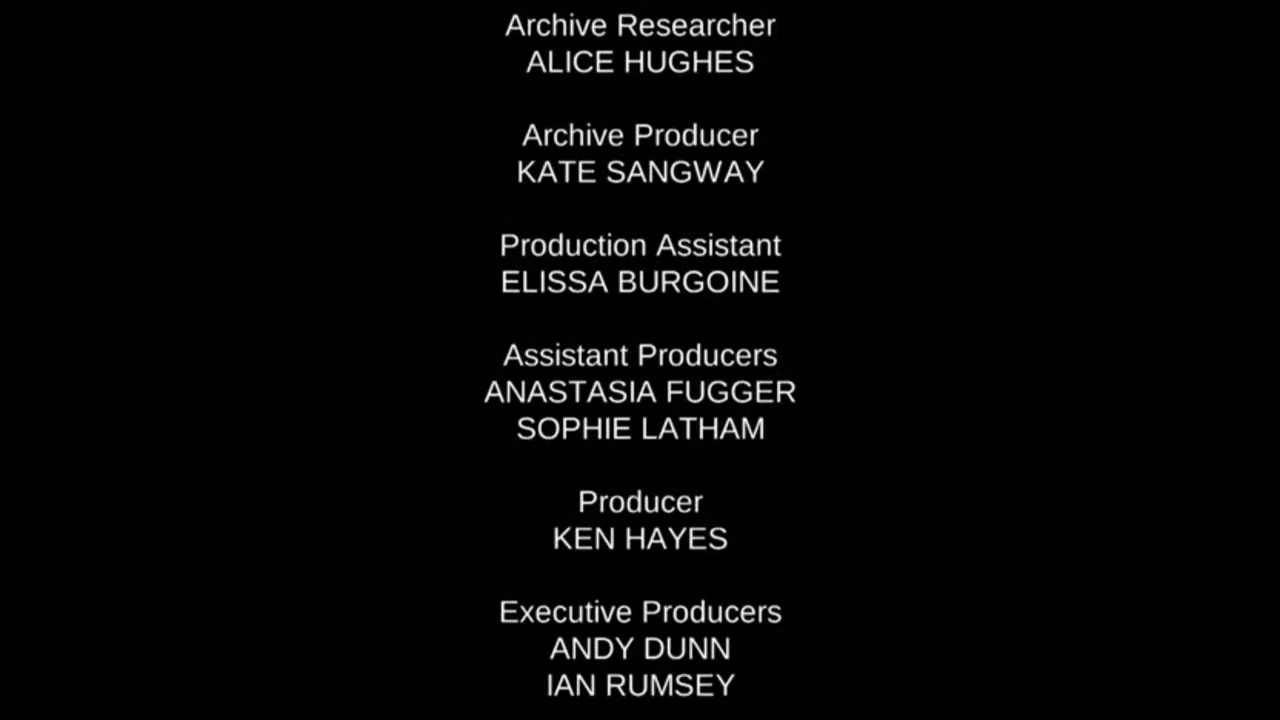 Archive Researcher
ALICE HUGHES
Archive Producer
KATE SANGWAY
Production Assistant
ELISSA BURGOINE
Assistant Producers
ANASTASIA FUGGER
SOPHIE LATHAM
Producer
KEN HAYES
Executive Producers
ANDY DUNN
IAN RUMSEY